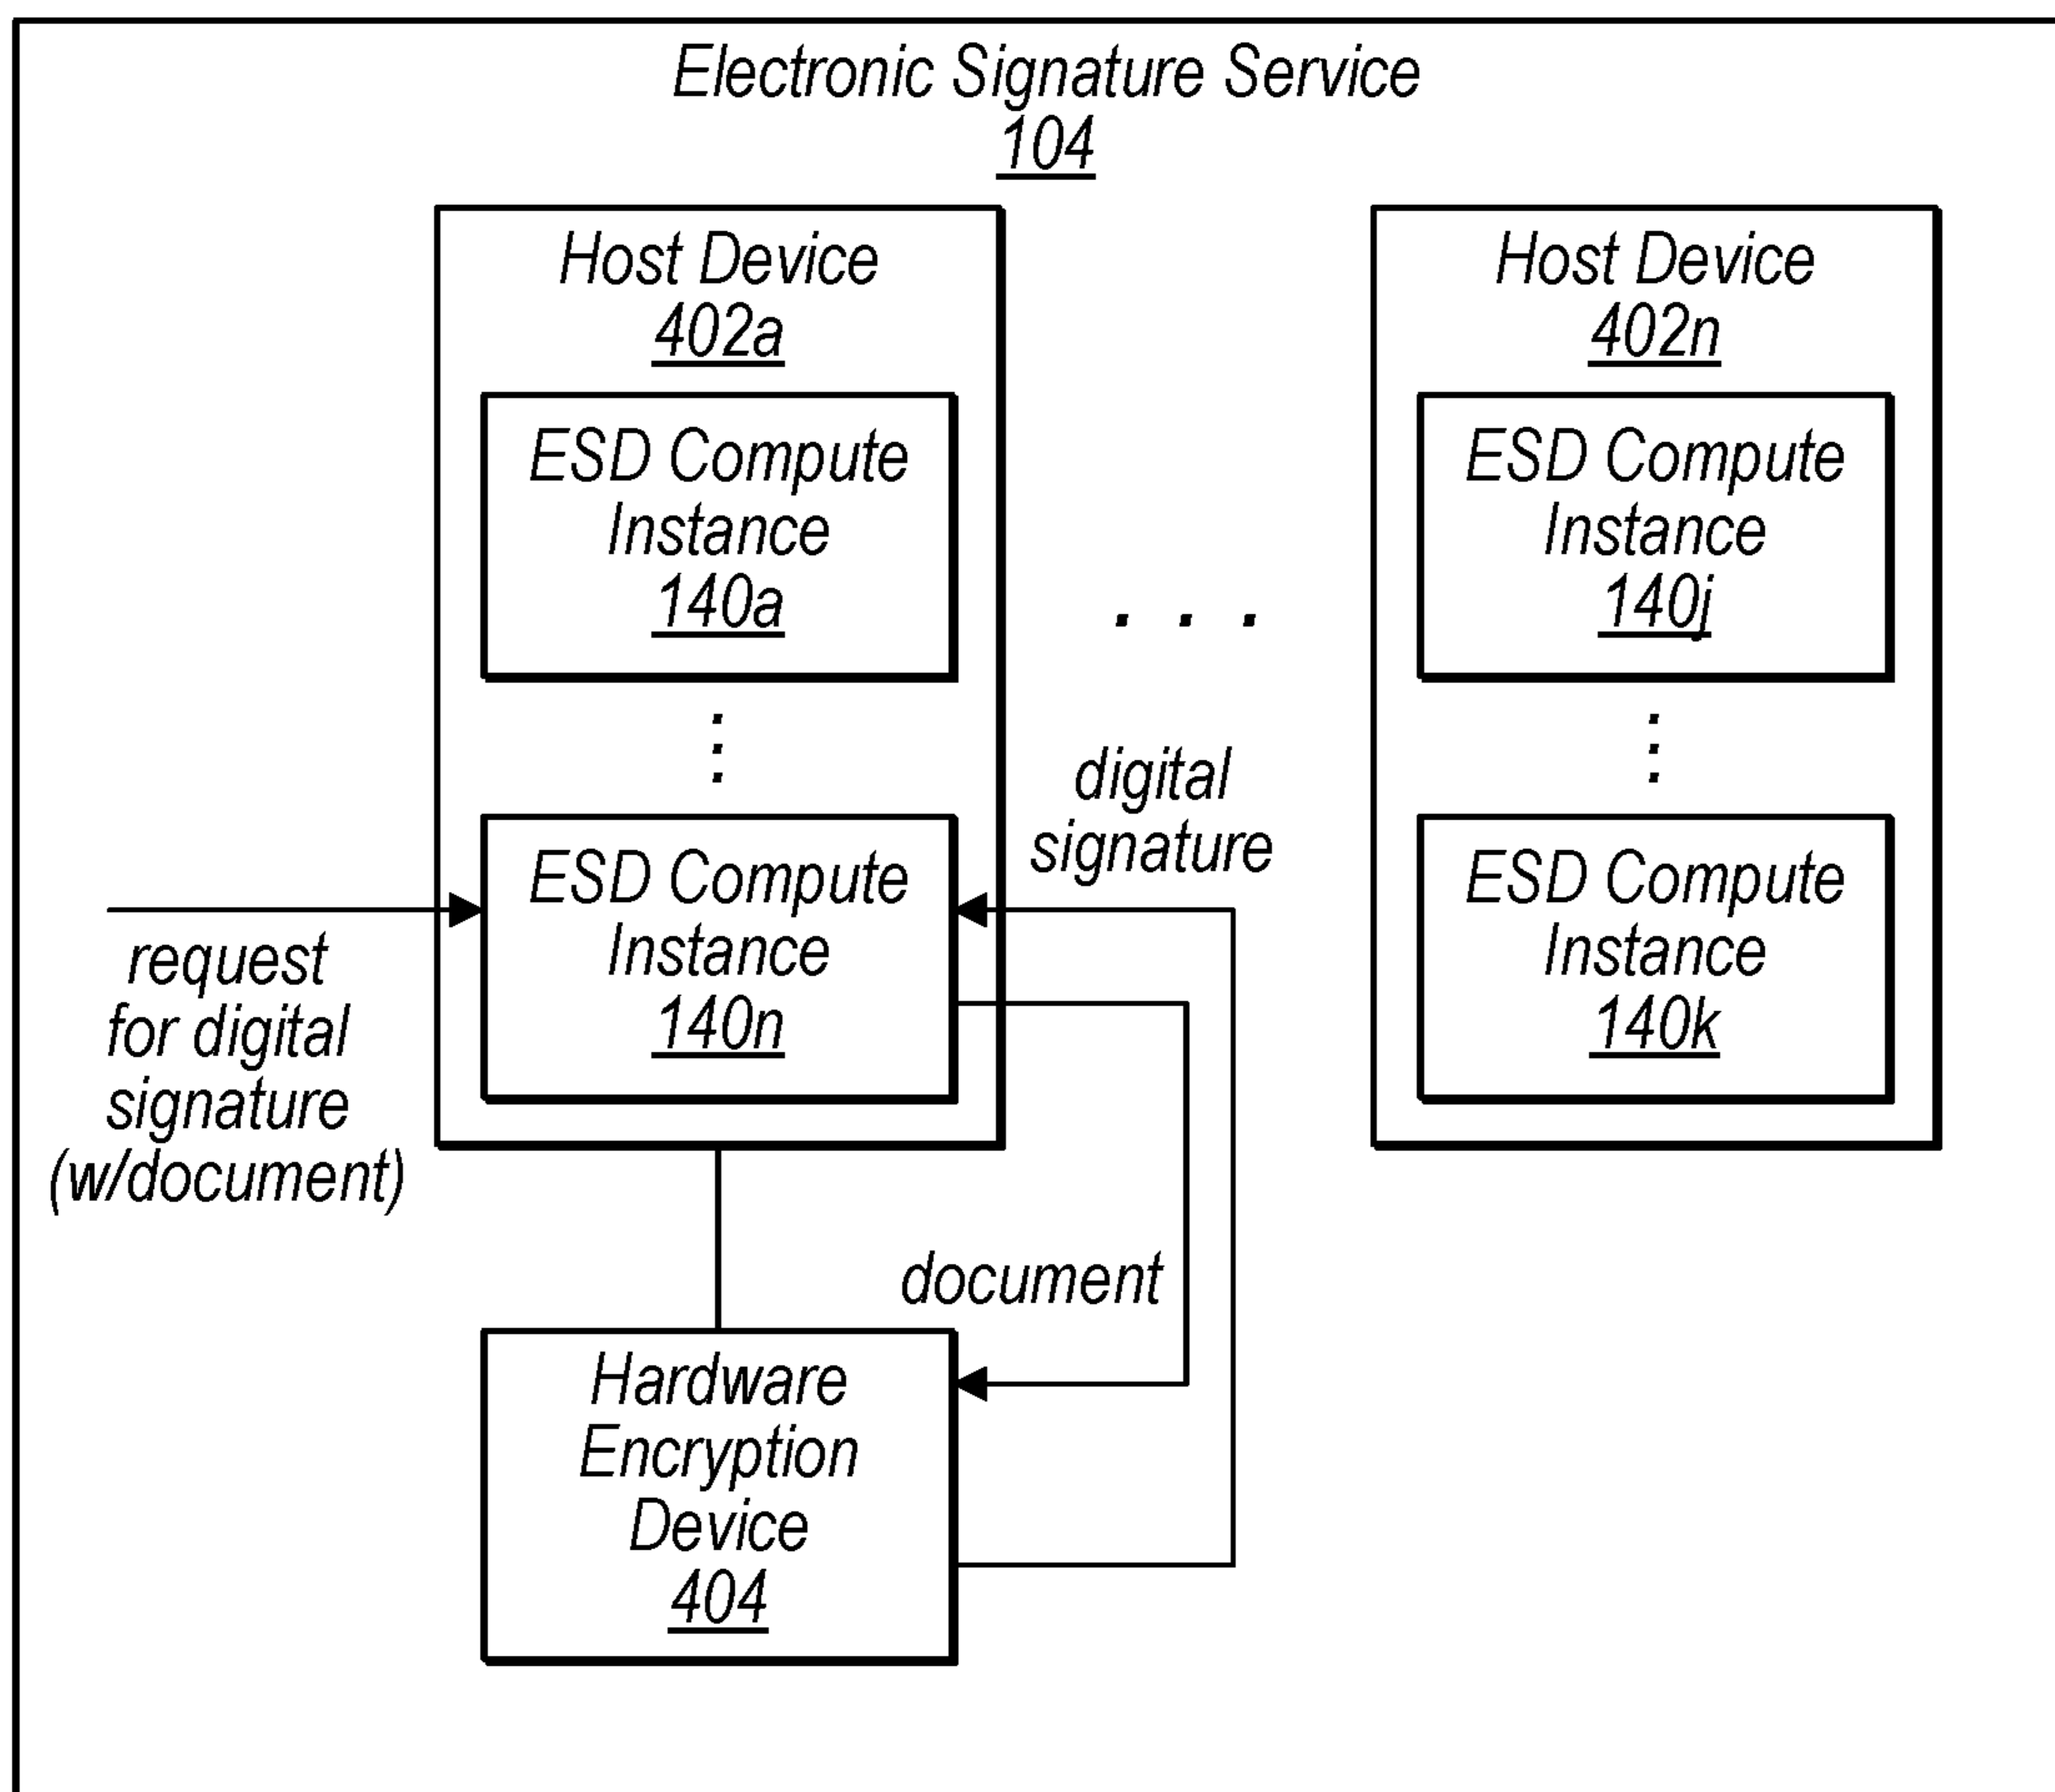 Electronic Signature Service
104
Host Device
402a
ESD Compute
Instance
140a
ESD Compute
Instance
140n
Host Device
402n
ESD Compute
Instance
140j
ESD Compute
Instance
140k
. . .
request
for digital
signature
(w/document)
digital
signature
document
Hardware
Encryption
Device
404